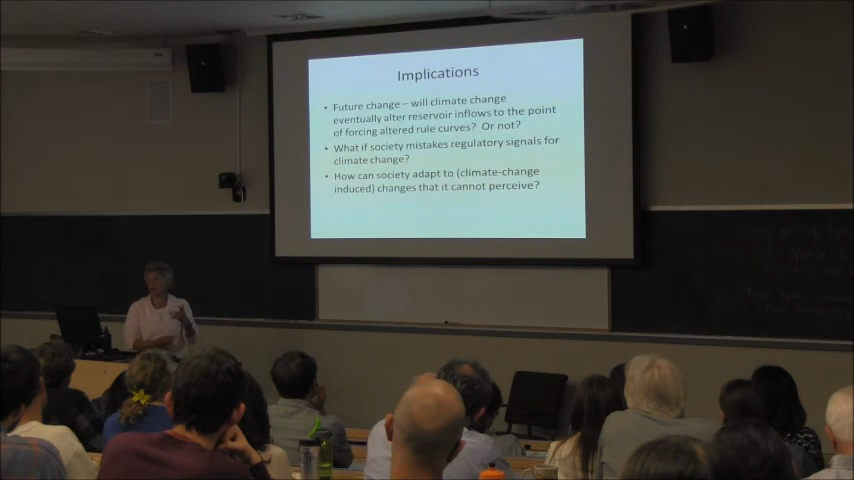 Implications
• Future change – will climate change
eventually alter reservoir inflows to the point
of forcing altered rule curves? Or not?
• What if society mistakes regulatory signals for
climate change?
• How can society adapt to (climate-change
induced) changes that it cannot perceive?